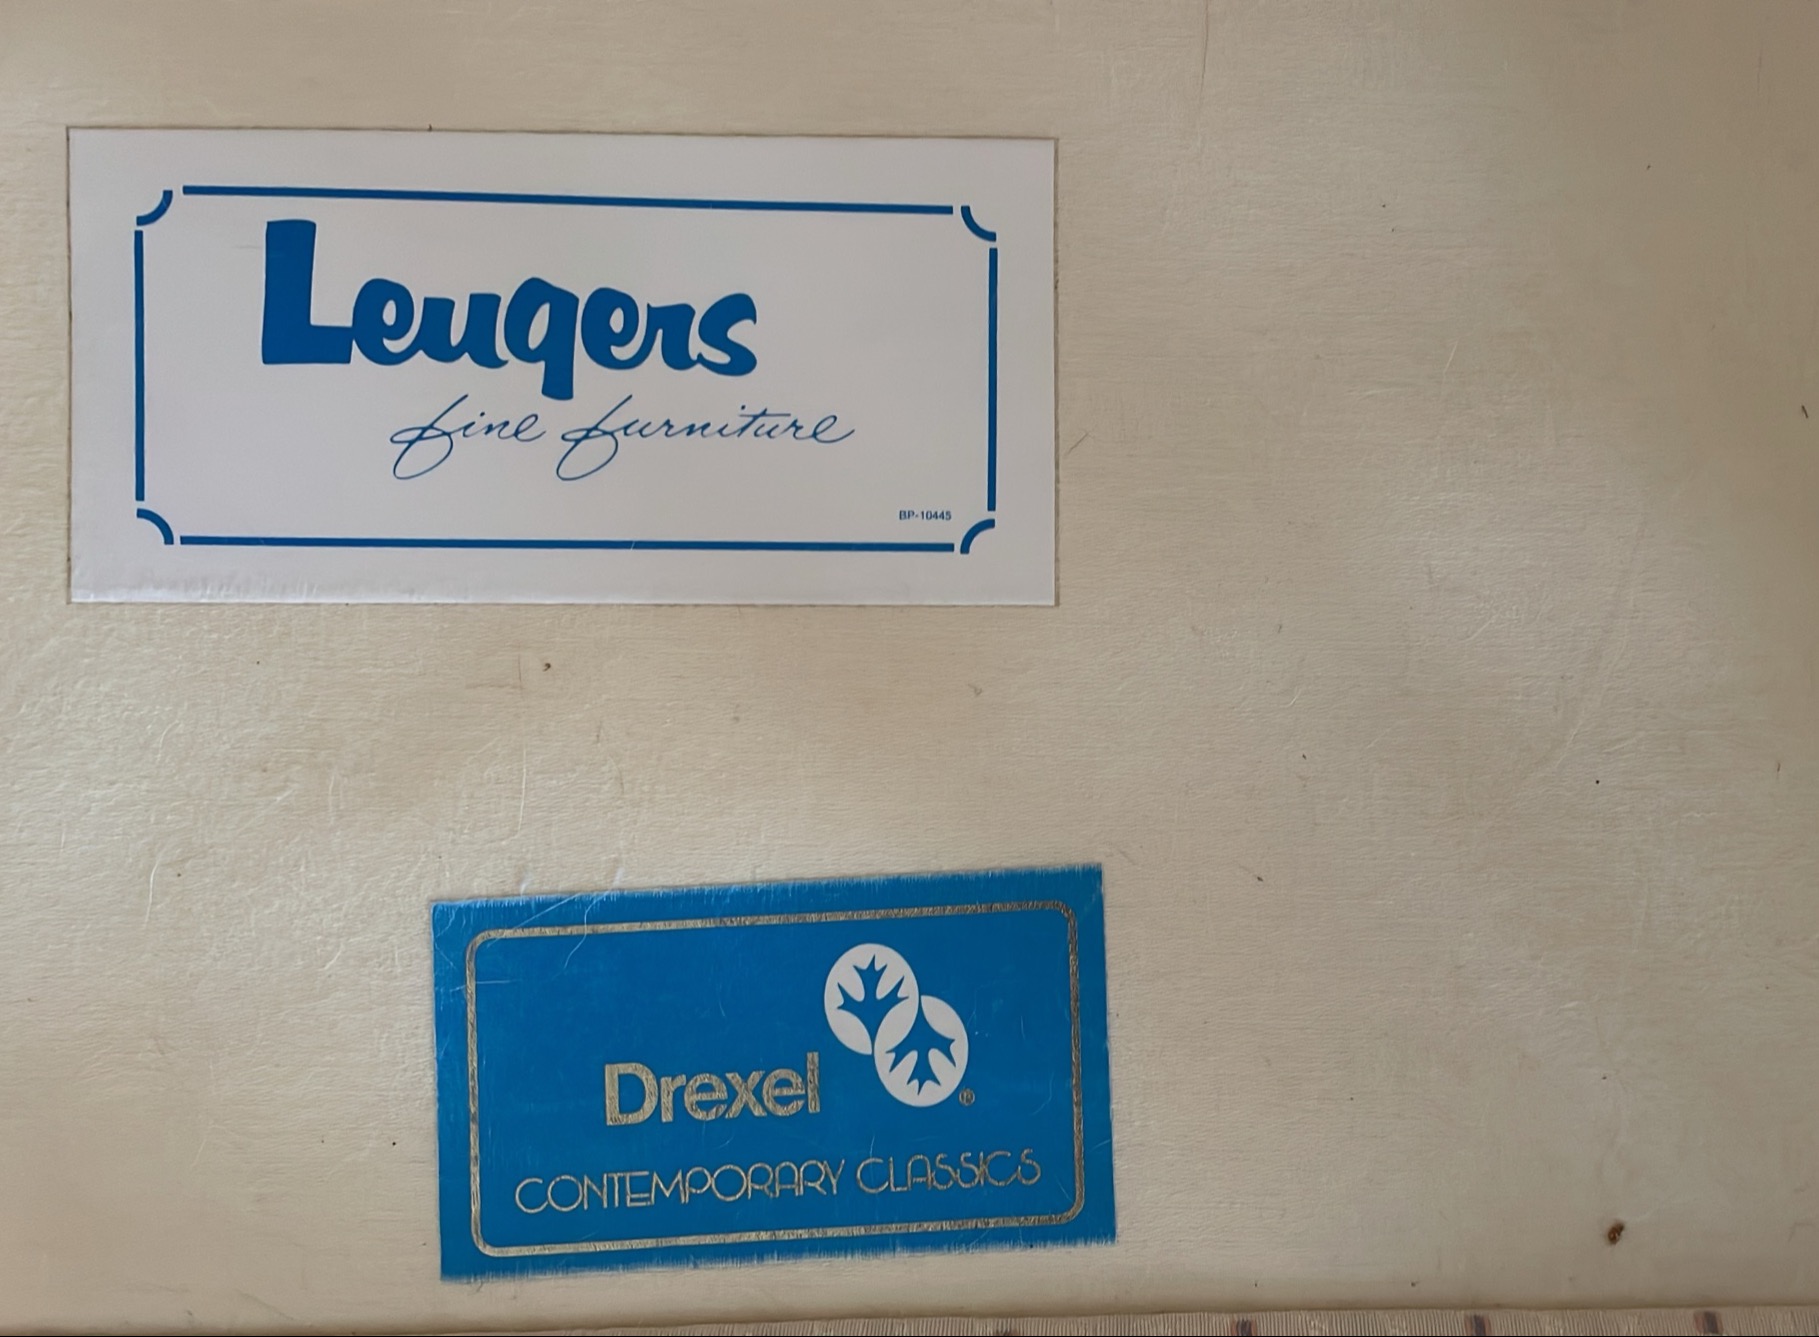 Leugers
fine furniture
BP-10445
Drexel ®
CONTEMPORARY CLASSICS